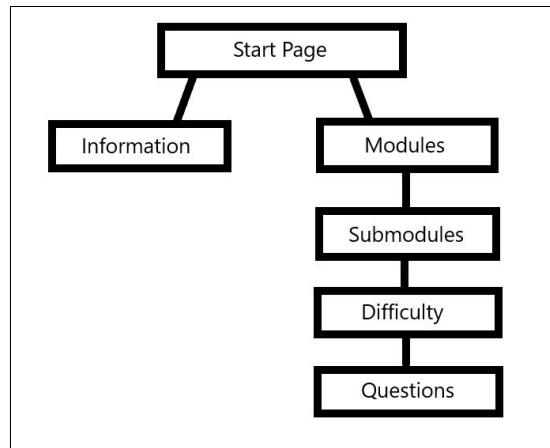 Start Page
Information
Modules
Submodules
Difficulty
Questions